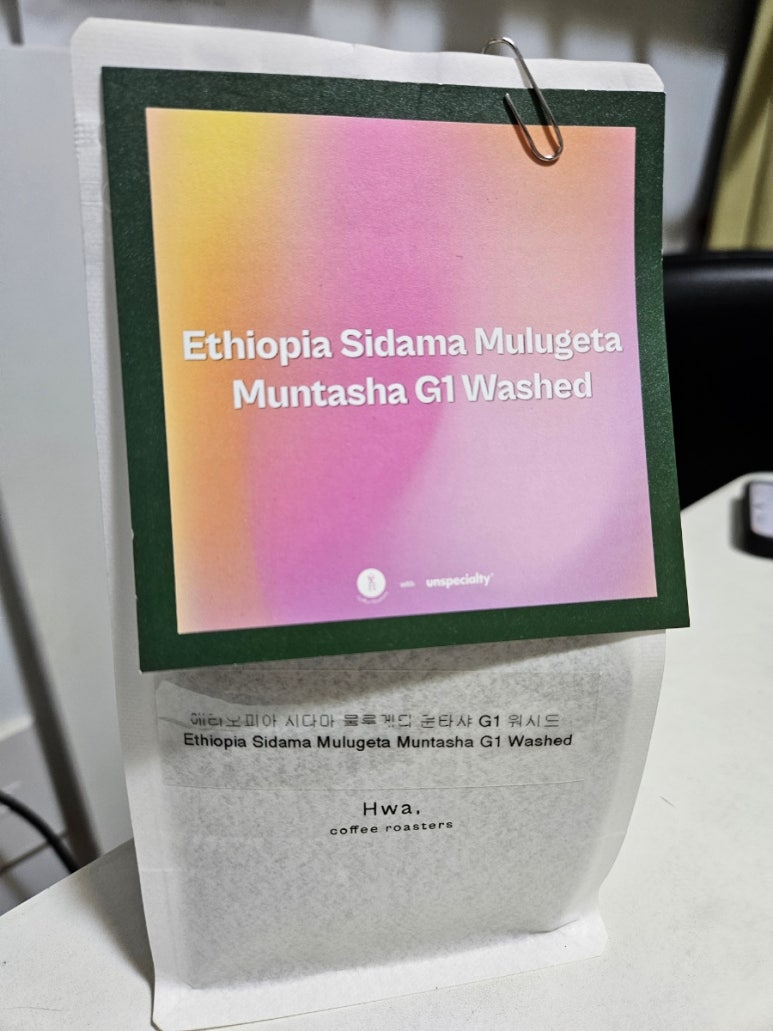 Ethiopia Sidama Mulugeta
Muntasha G1 Washed
with unspecialty
에티오피아 시다마 물루게타 문타샤 G1 워시드
Ethiopia Sidama Mulugeta Muntasha G1 Washed
Hwa,
coffee roasters